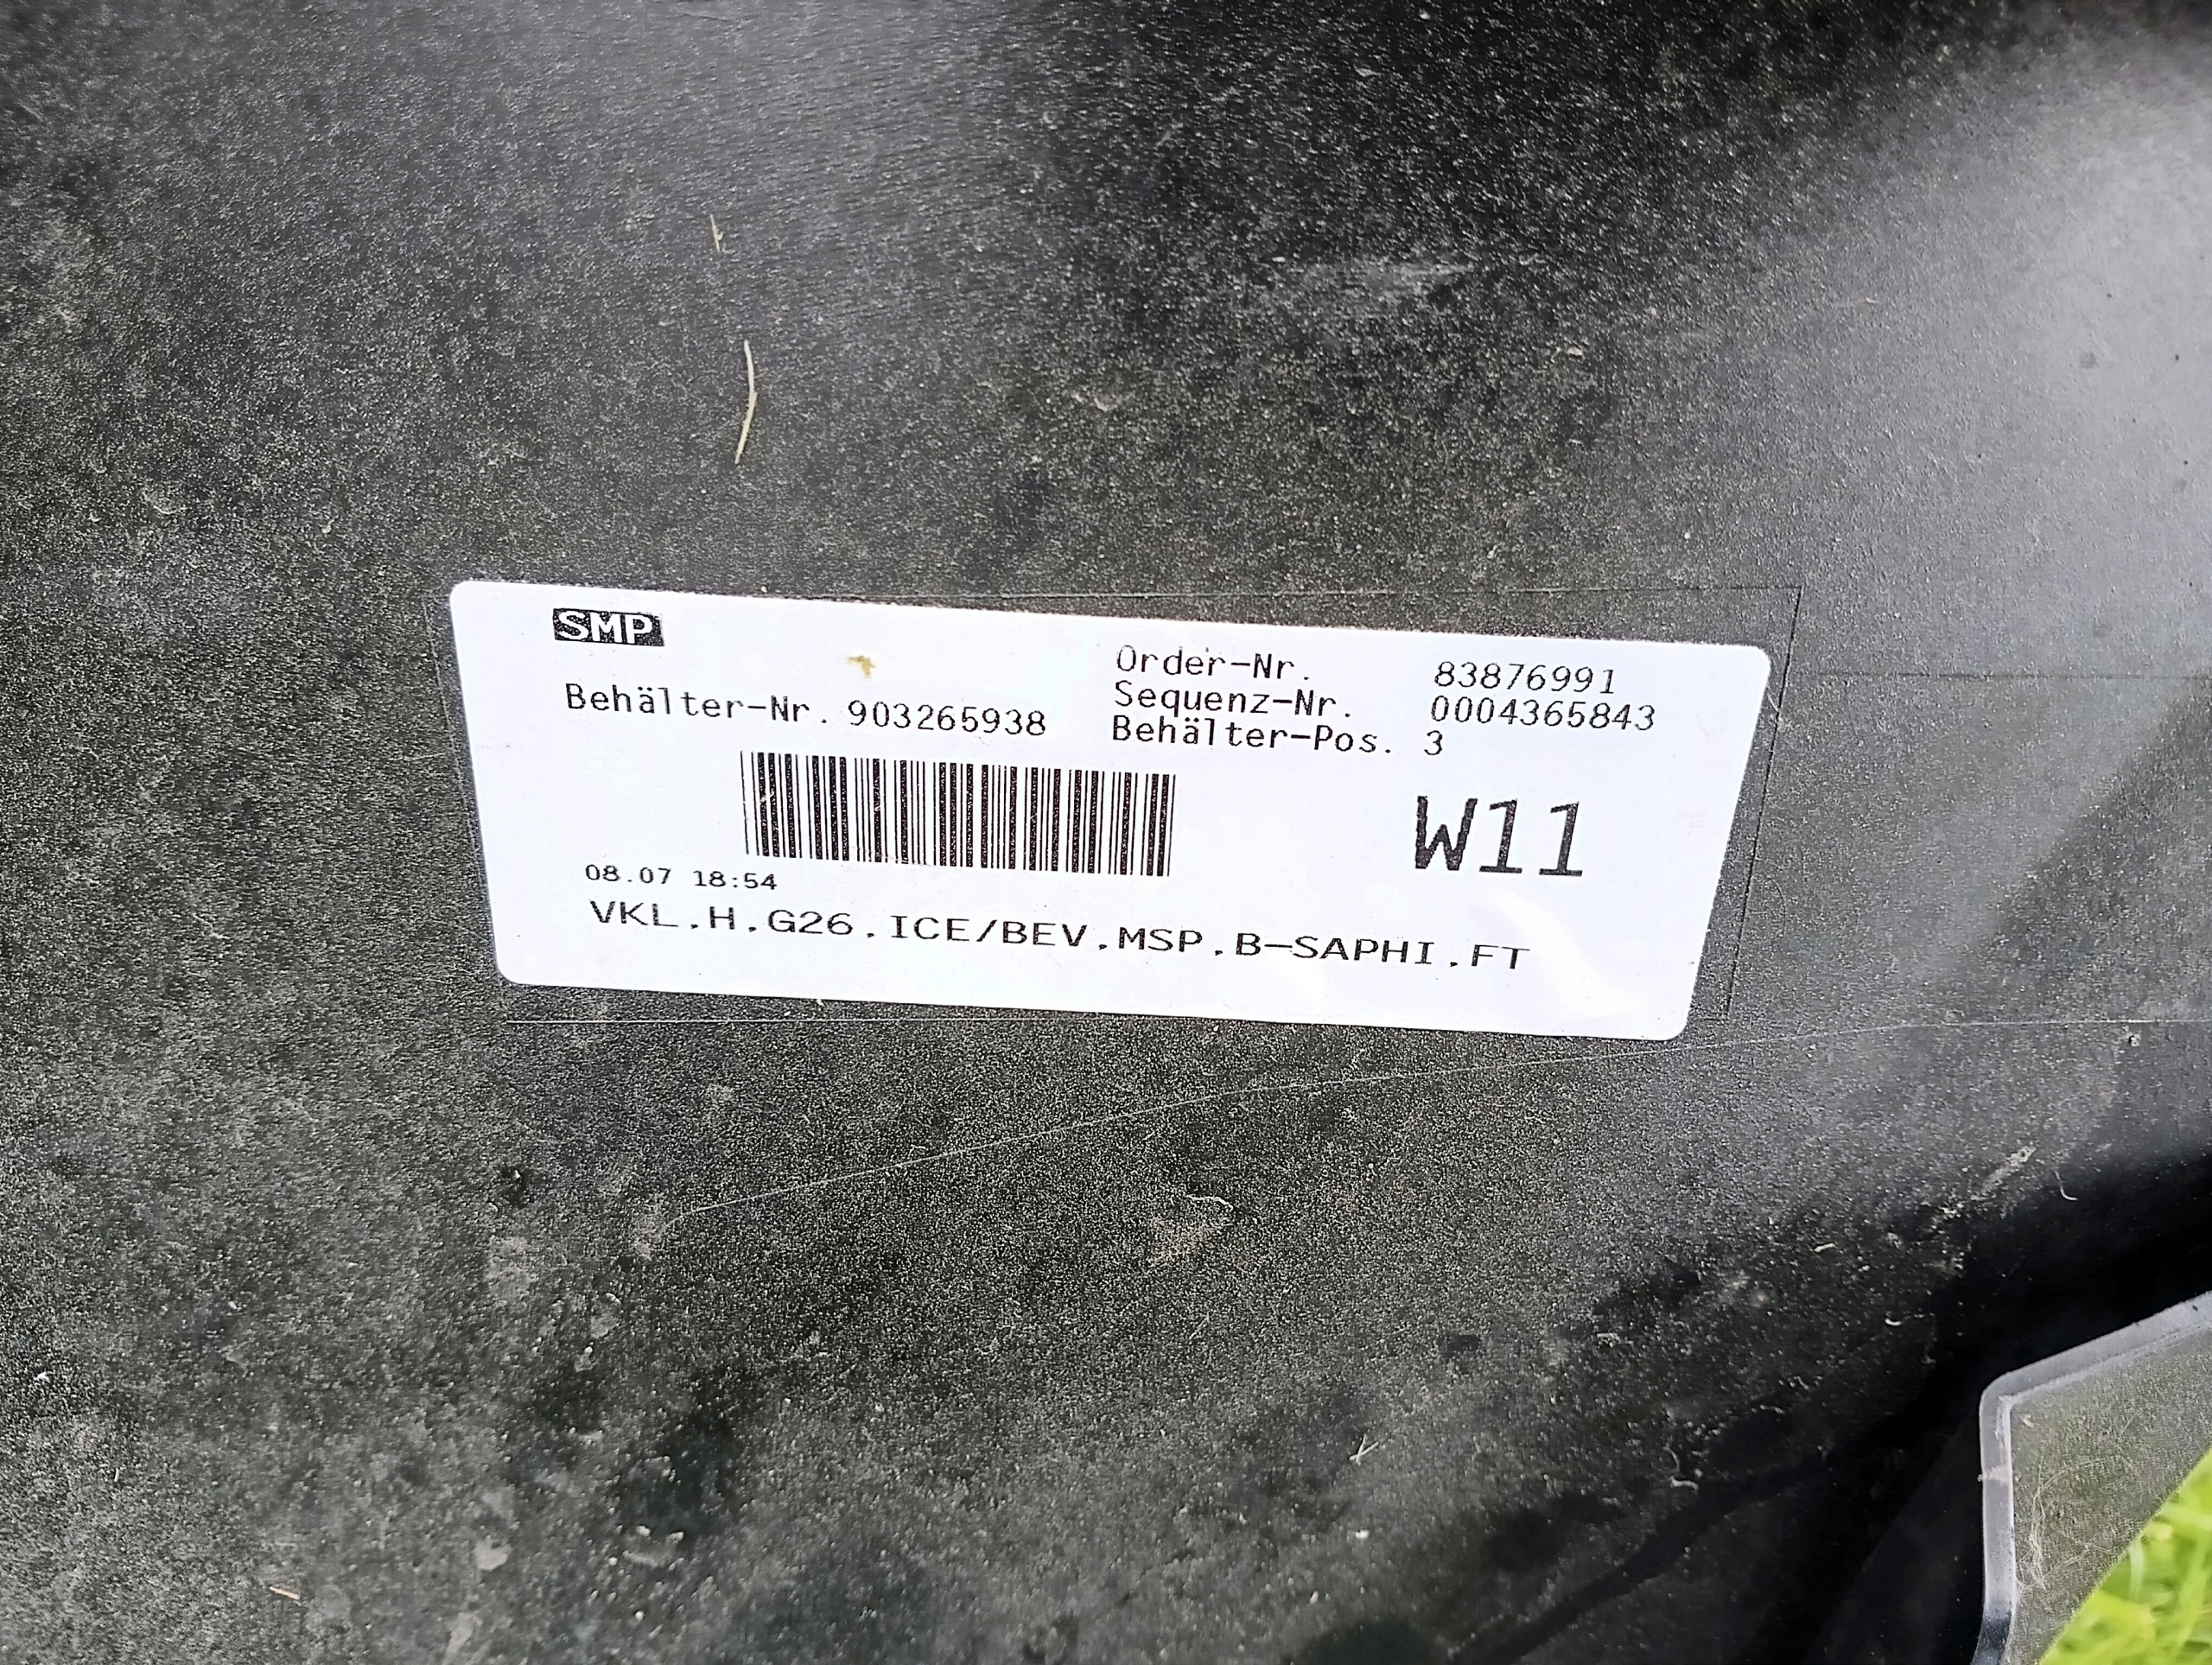 SMP
Order-Nr. 83876991
Behälter-Nr. 903265938
Sequenz-Nr. 0004365843
Behälter-Pos. 3
W11
08.07 18:54
VKL.H.G26.ICE/BEV.MSP.B-SAPHI.FT